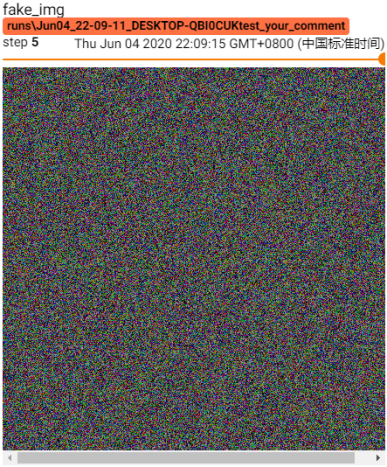 fake_img
runs\Jun04_22-09-11_DESKTOP-QBI0CUKtest_your_comment
step 5 Thu Jun 04 2020 22:09:15 GMT+0800 (中国标准时间)